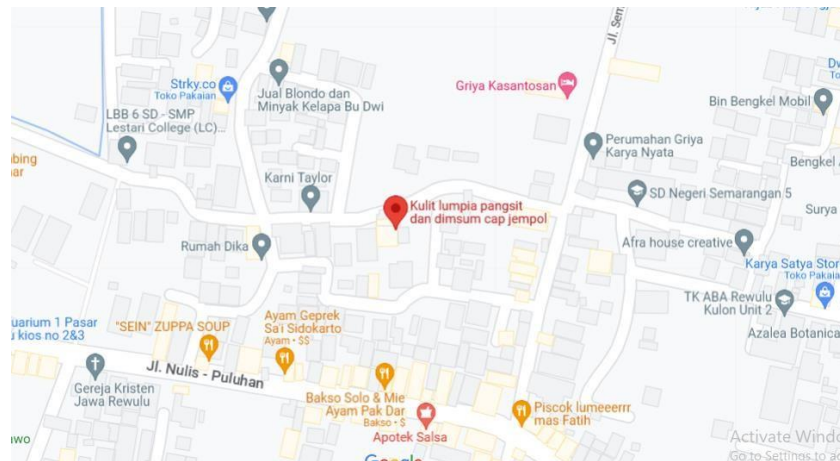 Strky.co
Toko Pakaian
Jual Blondo dan
Minyak Kelapa Bu Dwi
Jl. Sem
Griya Kasantosan
Bin Bengkel Mobil
LBB 6 SD - SMP
Lestari College (LC)...
Perumahan Griya
Karya Nyata
Bengkel
Karni Taylor
SD Negeri Semarangan 5
Kulit lumpia pangsit
dan dimsum cap jempol
Surya
Rumah Dika
Afra house creative
Karya Satya Stor
Toko Pakaia
TK ABA Rewulu
Kulon Unit 2
uarium 1 Pasar
kios no 2&3
"SEIN" ZUPPA SOUP
Ayam Geprek
Sa'i Sidokarto
Ayam • $$
Azalea Botanica
Jl. Nulis - Puluhan
Gereja Kristen
Jawa Rewulu
Bakso Solo & Mie
Ayam Pak Dar
Bakso • $
Piscok lumeeerrr
mas Fatih
Apotek Salsa
Activate Windo
Go to Settings to ac
Google